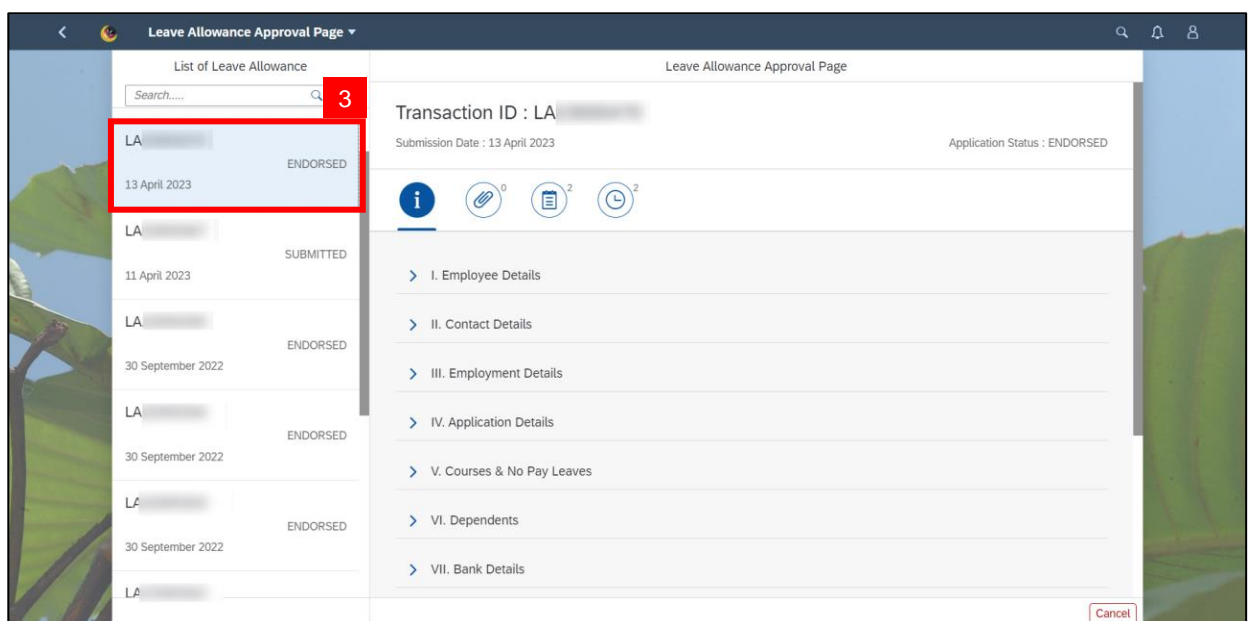 Leave Allowance Approval Page
List of Leave Allowance
Search.....
3
LA
ENDORSED
13 April 2023
LA
SUBMITTED
11 April 2023
LA
ENDORSED
30 September 2022
LA
ENDORSED
30 September 2022
LA
ENDORSED
30 September 2022
LA
Leave Allowance Approval Page
Transaction ID : LA
Submission Date : 13 April 2023
Application Status : ENDORSED
i
0
2
2
I. Employee Details
II. Contact Details
III. Employment Details
IV. Application Details
V. Courses & No Pay Leaves
VI. Dependents
VII. Bank Details
Cancel